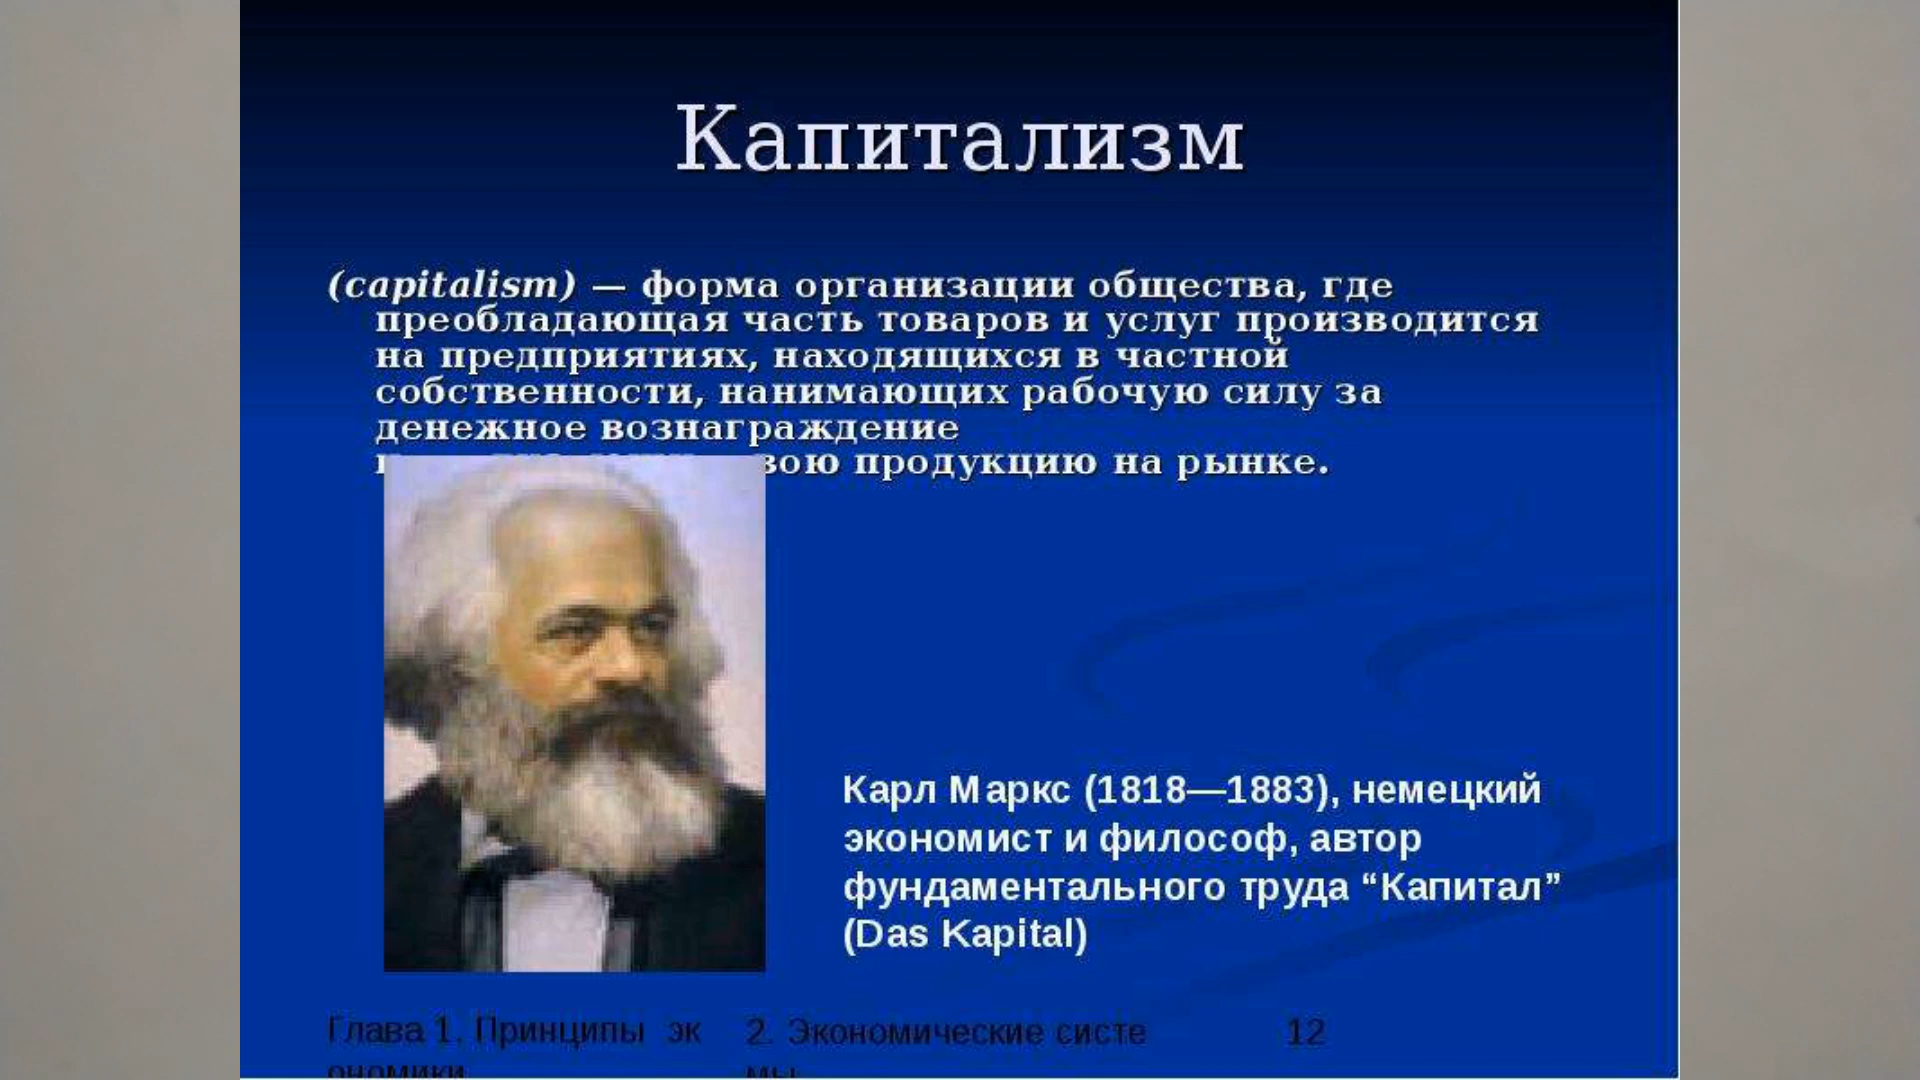 Капитализм
(capitalism) — форма организации общества, где
преобладающая часть товаров и услуг производится
на предприятиях, находящихся в частной
собственности, нанимающих рабочую силу за
денежное вознаграждение
продукцию на рынке.
Карл Маркс (1818—1883), немецкий
экономист и философ, автор
фундаментального труда “Капитал”
(Das Kapital)
Глава 1. Принципы эк
ономики
2. Экономические систе
мы
12